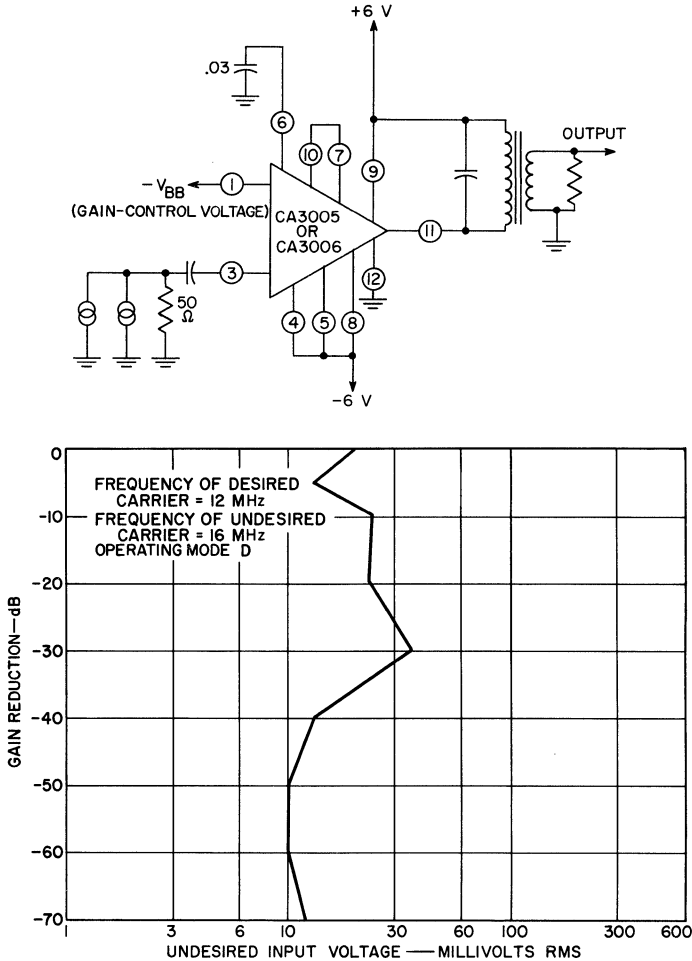 +6 V
.03
6
10
7
9
OUTPUT
-VBB
1
(GAIN-CONTROL VOLTAGE)
CA3005
OR
CA3006
11
3
12
50
Ω
4
5
8
-6 V
0
FREQUENCY OF DESIRED
CARRIER = 12 MHz
-10
FREQUENCY OF UNDESIRED
CARRIER = 16 MHz
OPERATING MODE D
-20
-30
-40
-50
-60
-70
GAIN REDUCTION—dB
1 3 6 10 30 60 100 300 600
UNDESIRED INPUT VOLTAGE — MILLIVOLTS RMS